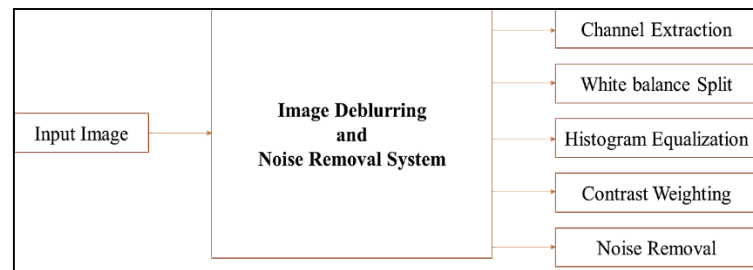 Input Image
Image Deblurring
and
Noise Removal System
Channel Extraction
White balance Split
Histogram Equalization
Contrast Weighting
Noise Removal